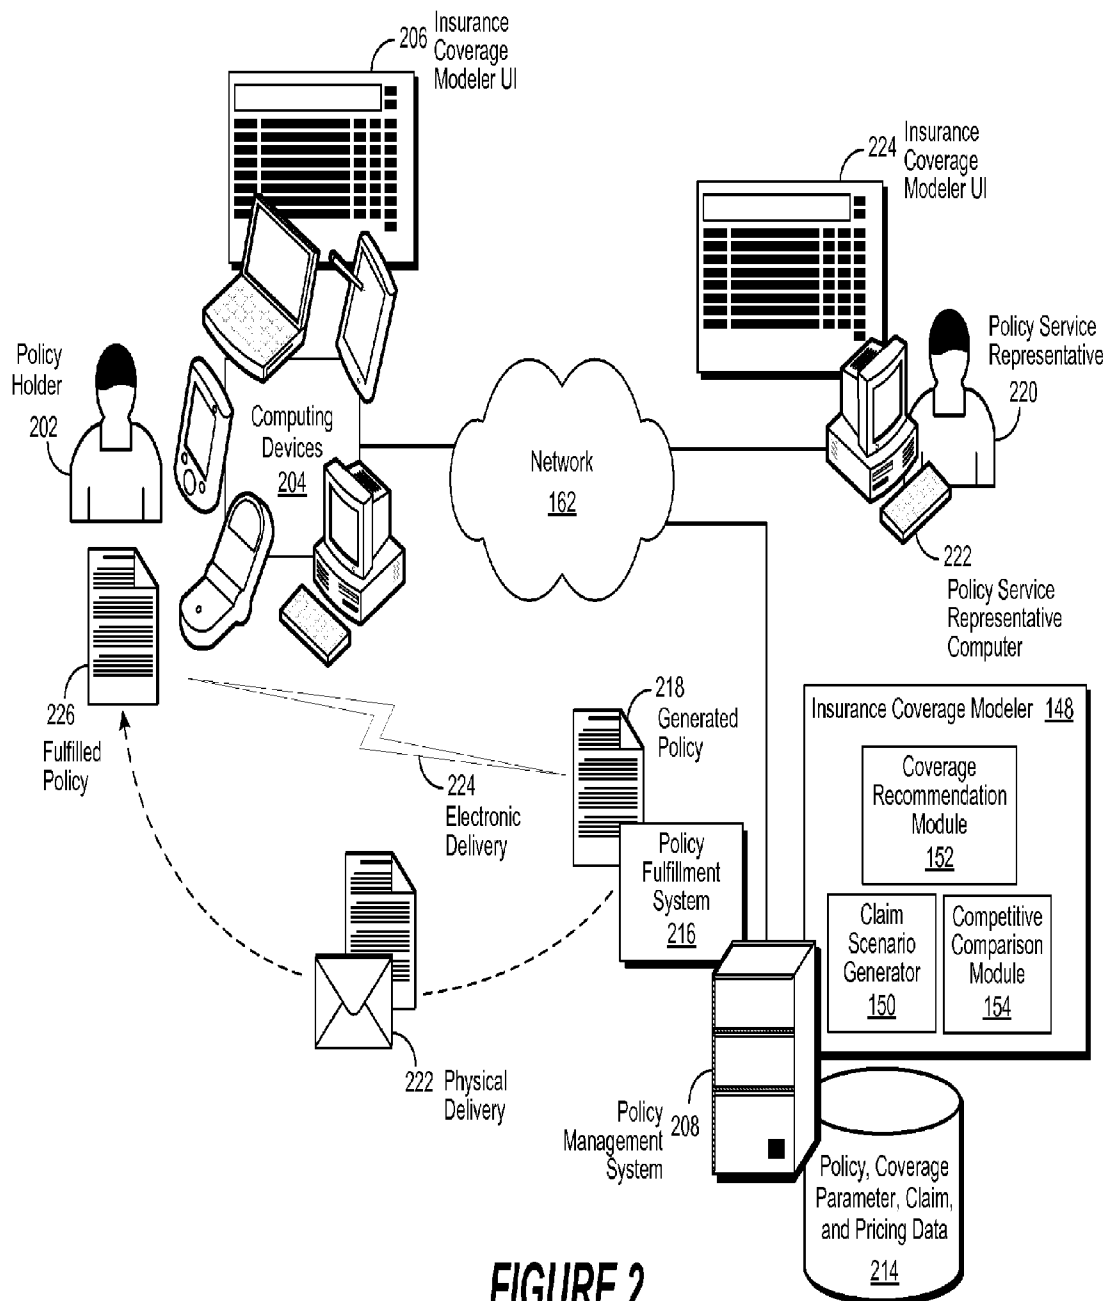 206 Insurance
Coverage
Modeler UI
224 Insurance
Coverage
Modeler UI
Policy
Holder
202
Computing
Devices
204
Network
162
Policy Service
Representative
220
222
Policy Service
Representative
Computer
226
Fulfilled
Policy
218
Generated
Policy
224
Electronic
Delivery
Insurance Coverage Modeler 148
Coverage
Recommendation
Module
152
Policy
Fulfillment
System
216
Claim
Scenario
Generator
150
Competitive
Comparison
Module
154
222 Physical
Delivery
Policy 208
Management
System
Policy, Coverage
Parameter, Claim,
and Pricing Data
214
FIGURE 2